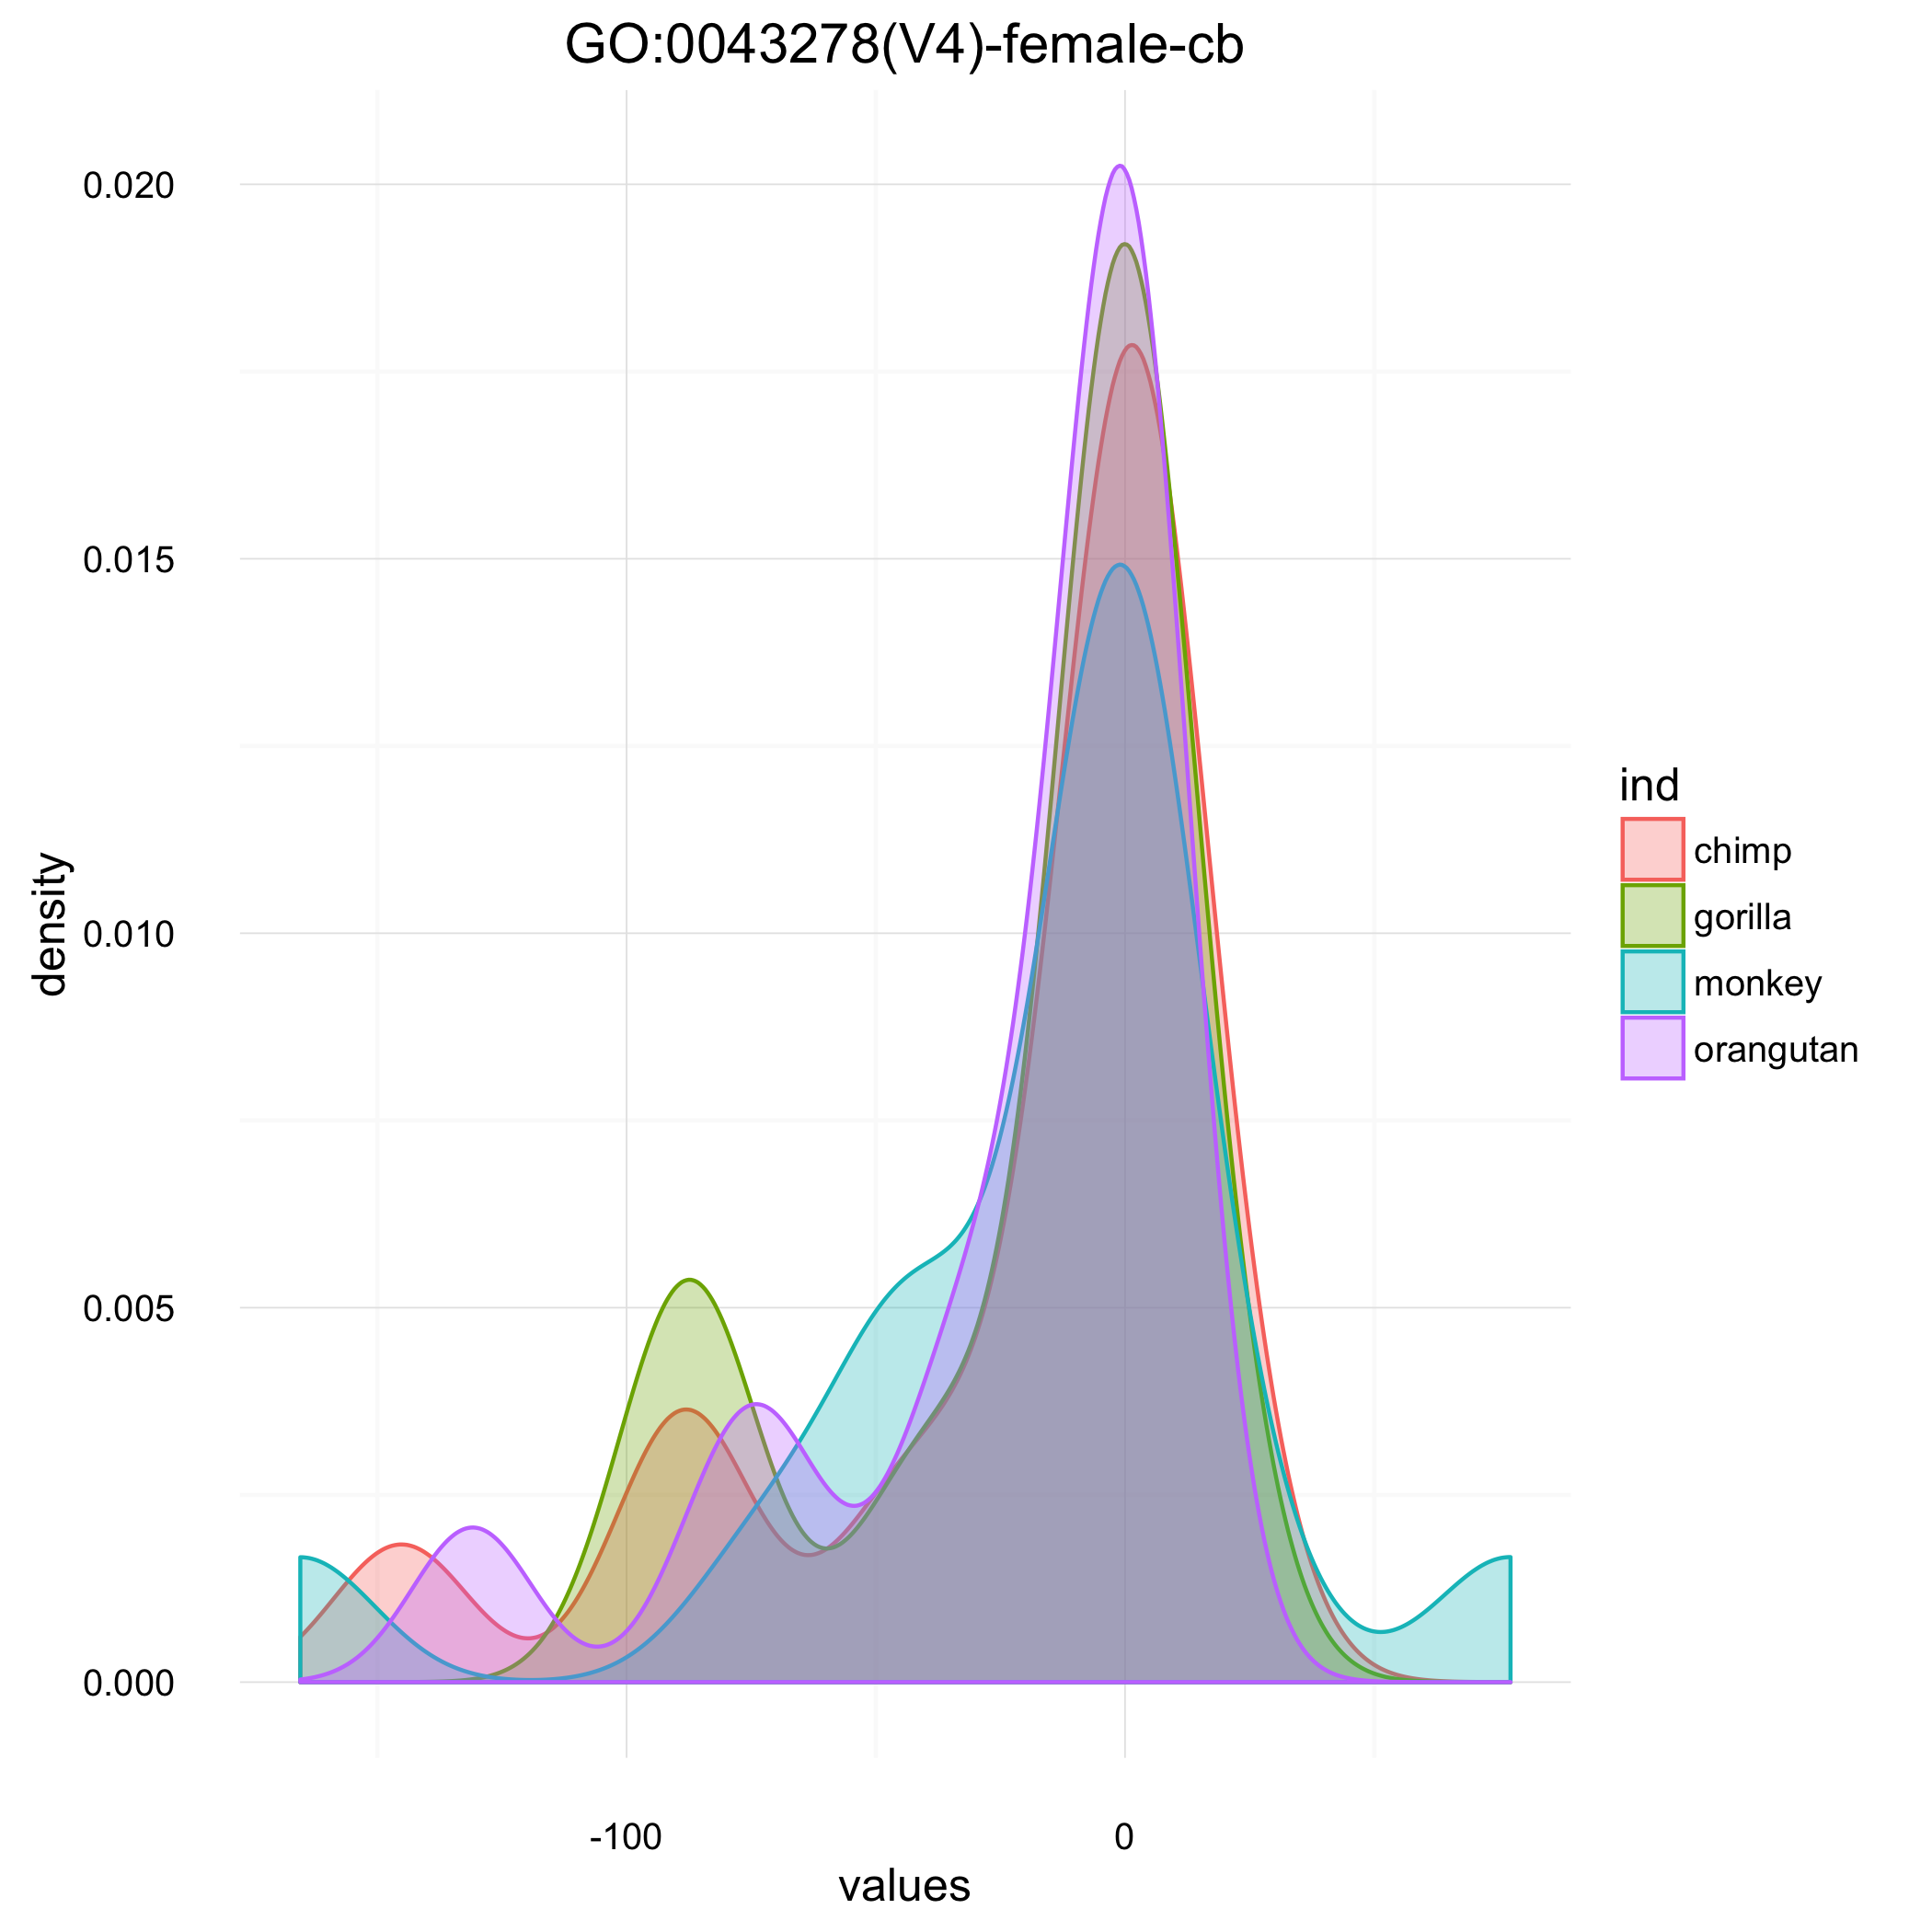 GO:0043278(V4)-female-cb
0.020
0.015
0.010
0.005
0.000
density
-100 0
values
ind
chimp
gorilla
monkey
orangutan